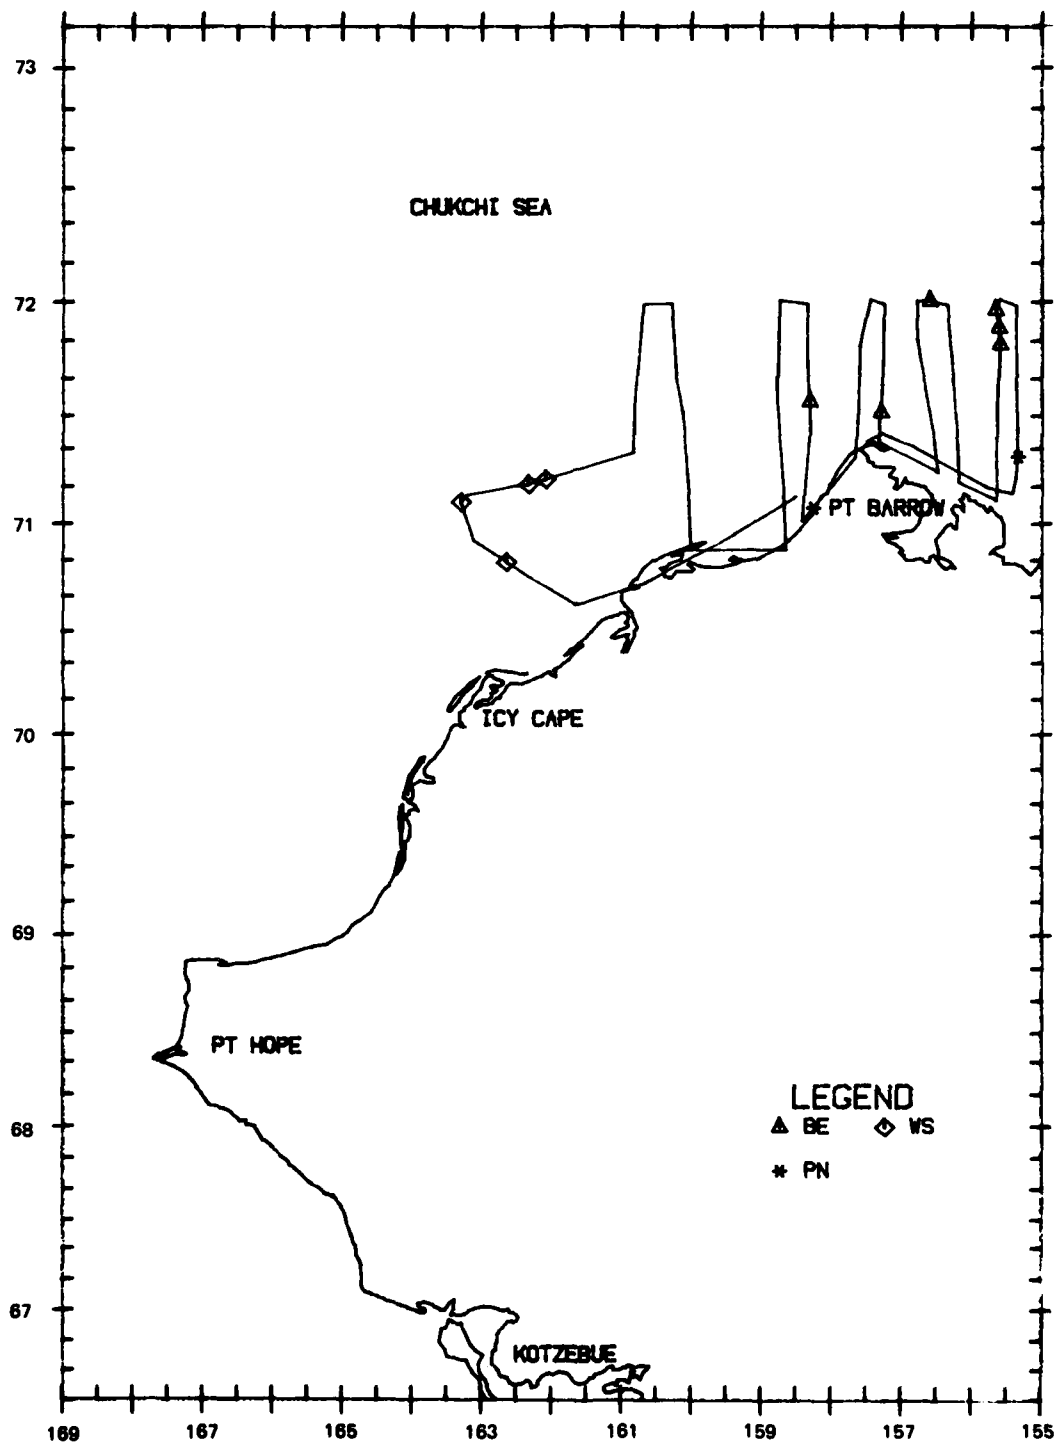 73
CHUKCHI SEA
72
71
PT BARROW
ICY CAPE
70
69
PT HOPE
LEGEND
BE WS
68
PN
67
KOTZEBUE
169 167 165 163 161 159 157 155